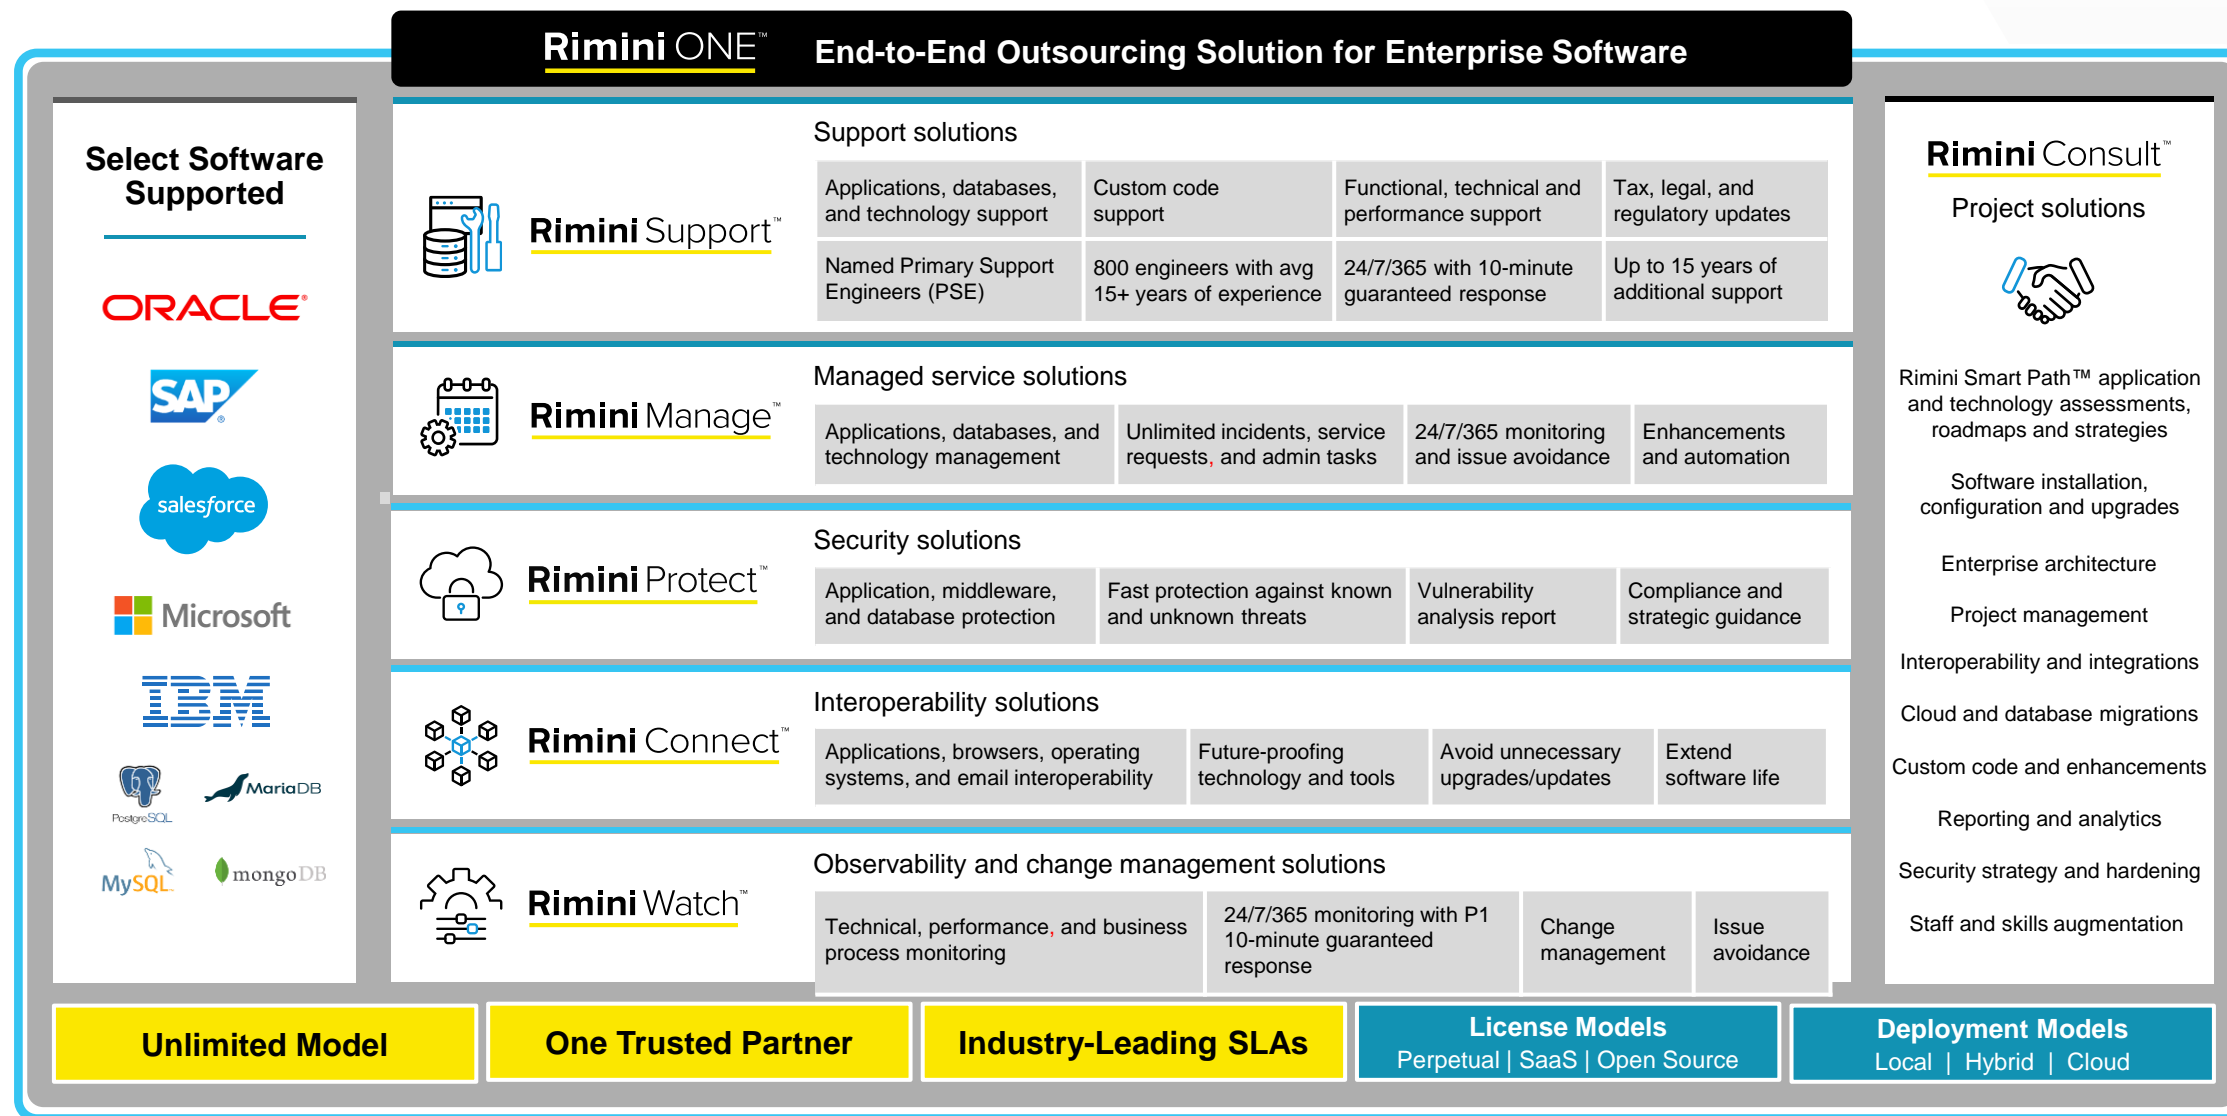 Rimini ONE™ End-to-End Outsourcing Solution for Enterprise Software
Select Software
Supported
ORACLE®
SAP®
salesforce
Microsoft
IBM
PostgreSQL
MariaDB
MySQL™
mongoDB
Rimini Support™
Support solutions
Applications, databases,
and technology support
Custom code
support
Functional, technical and
performance support
Tax, legal, and
regulatory updates
Named Primary Support
Engineers (PSE)
800 engineers with avg
15+ years of experience
24/7/365 with 10-minute
guaranteed response
Up to 15 years of
additional support
Rimini Manage™
Managed service solutions
Applications, databases, and
technology management
Unlimited incidents, service
requests, and admin tasks
24/7/365 monitoring
and issue avoidance
Enhancements
and automation
Rimini Protect™
Security solutions
Application, middleware,
and database protection
Fast protection against known
and unknown threats
Vulnerability
analysis report
Compliance and
strategic guidance
Rimini Connect™
Interoperability solutions
Applications, browsers, operating
systems, and email interoperability
Future-proofing
technology and tools
Avoid unnecessary
upgrades/updates
Extend
software life
Rimini Watch™
Observability and change management solutions
Technical, performance, and business
process monitoring
24/7/365 monitoring with P1
10-minute guaranteed
response
Change
management
Issue
avoidance
Rimini Consult™
Project solutions
Rimini Smart Path™ application
and technology assessments,
roadmaps and strategies
Software installation,
configuration and upgrades
Enterprise architecture
Project management
Interoperability and integrations
Cloud and database migrations
Custom code and enhancements
Reporting and analytics
Security strategy and hardening
Staff and skills augmentation
Unlimited Model
One Trusted Partner
Industry-Leading SLAs
License Models
Perpetual | SaaS | Open Source
Deployment Models
Local | Hybrid | Cloud